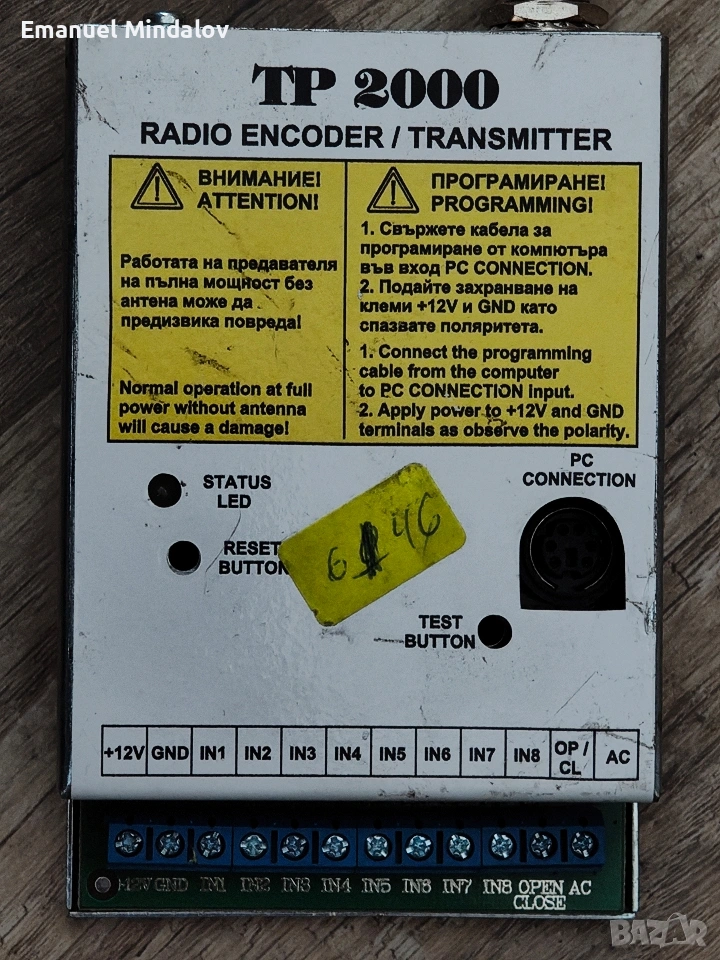 Emanuel Mindalov
TP 2000
RADIO ENCODER / TRANSMITTER
ВНИМАНИЕ!
ATTENTION!
Работата на предавателя
на пълна мощност без
антена може да
предизвика повреда!
Normal operation at full
power without antenna
will cause a damage!
ПРОГРАМИРАНЕ!
PROGRAMMING!
1. Свържете кабела за
програмиране от компютъра
във вход PC CONNECTION.
2. Подайте захранване на
клеми +12V и GND като
спазвате поляритета.
1. Connect the programming
cable from the computer
to PC CONNECTION input.
2. Apply power to +12V and GND
terminals as observe the polarity.
STATUS
LED
RESET
BUTTON
PC
CONNECTION
TEST
BUTTON
+12V GND IN1 IN2 IN3 IN4 IN5 IN6 IN7 IN8 OP / CL AC
+12V GND IN1 IN2 IN3 IN4 IN5 IN6 IN7 IN8 OPEN AC
CLOSE
BAZAR